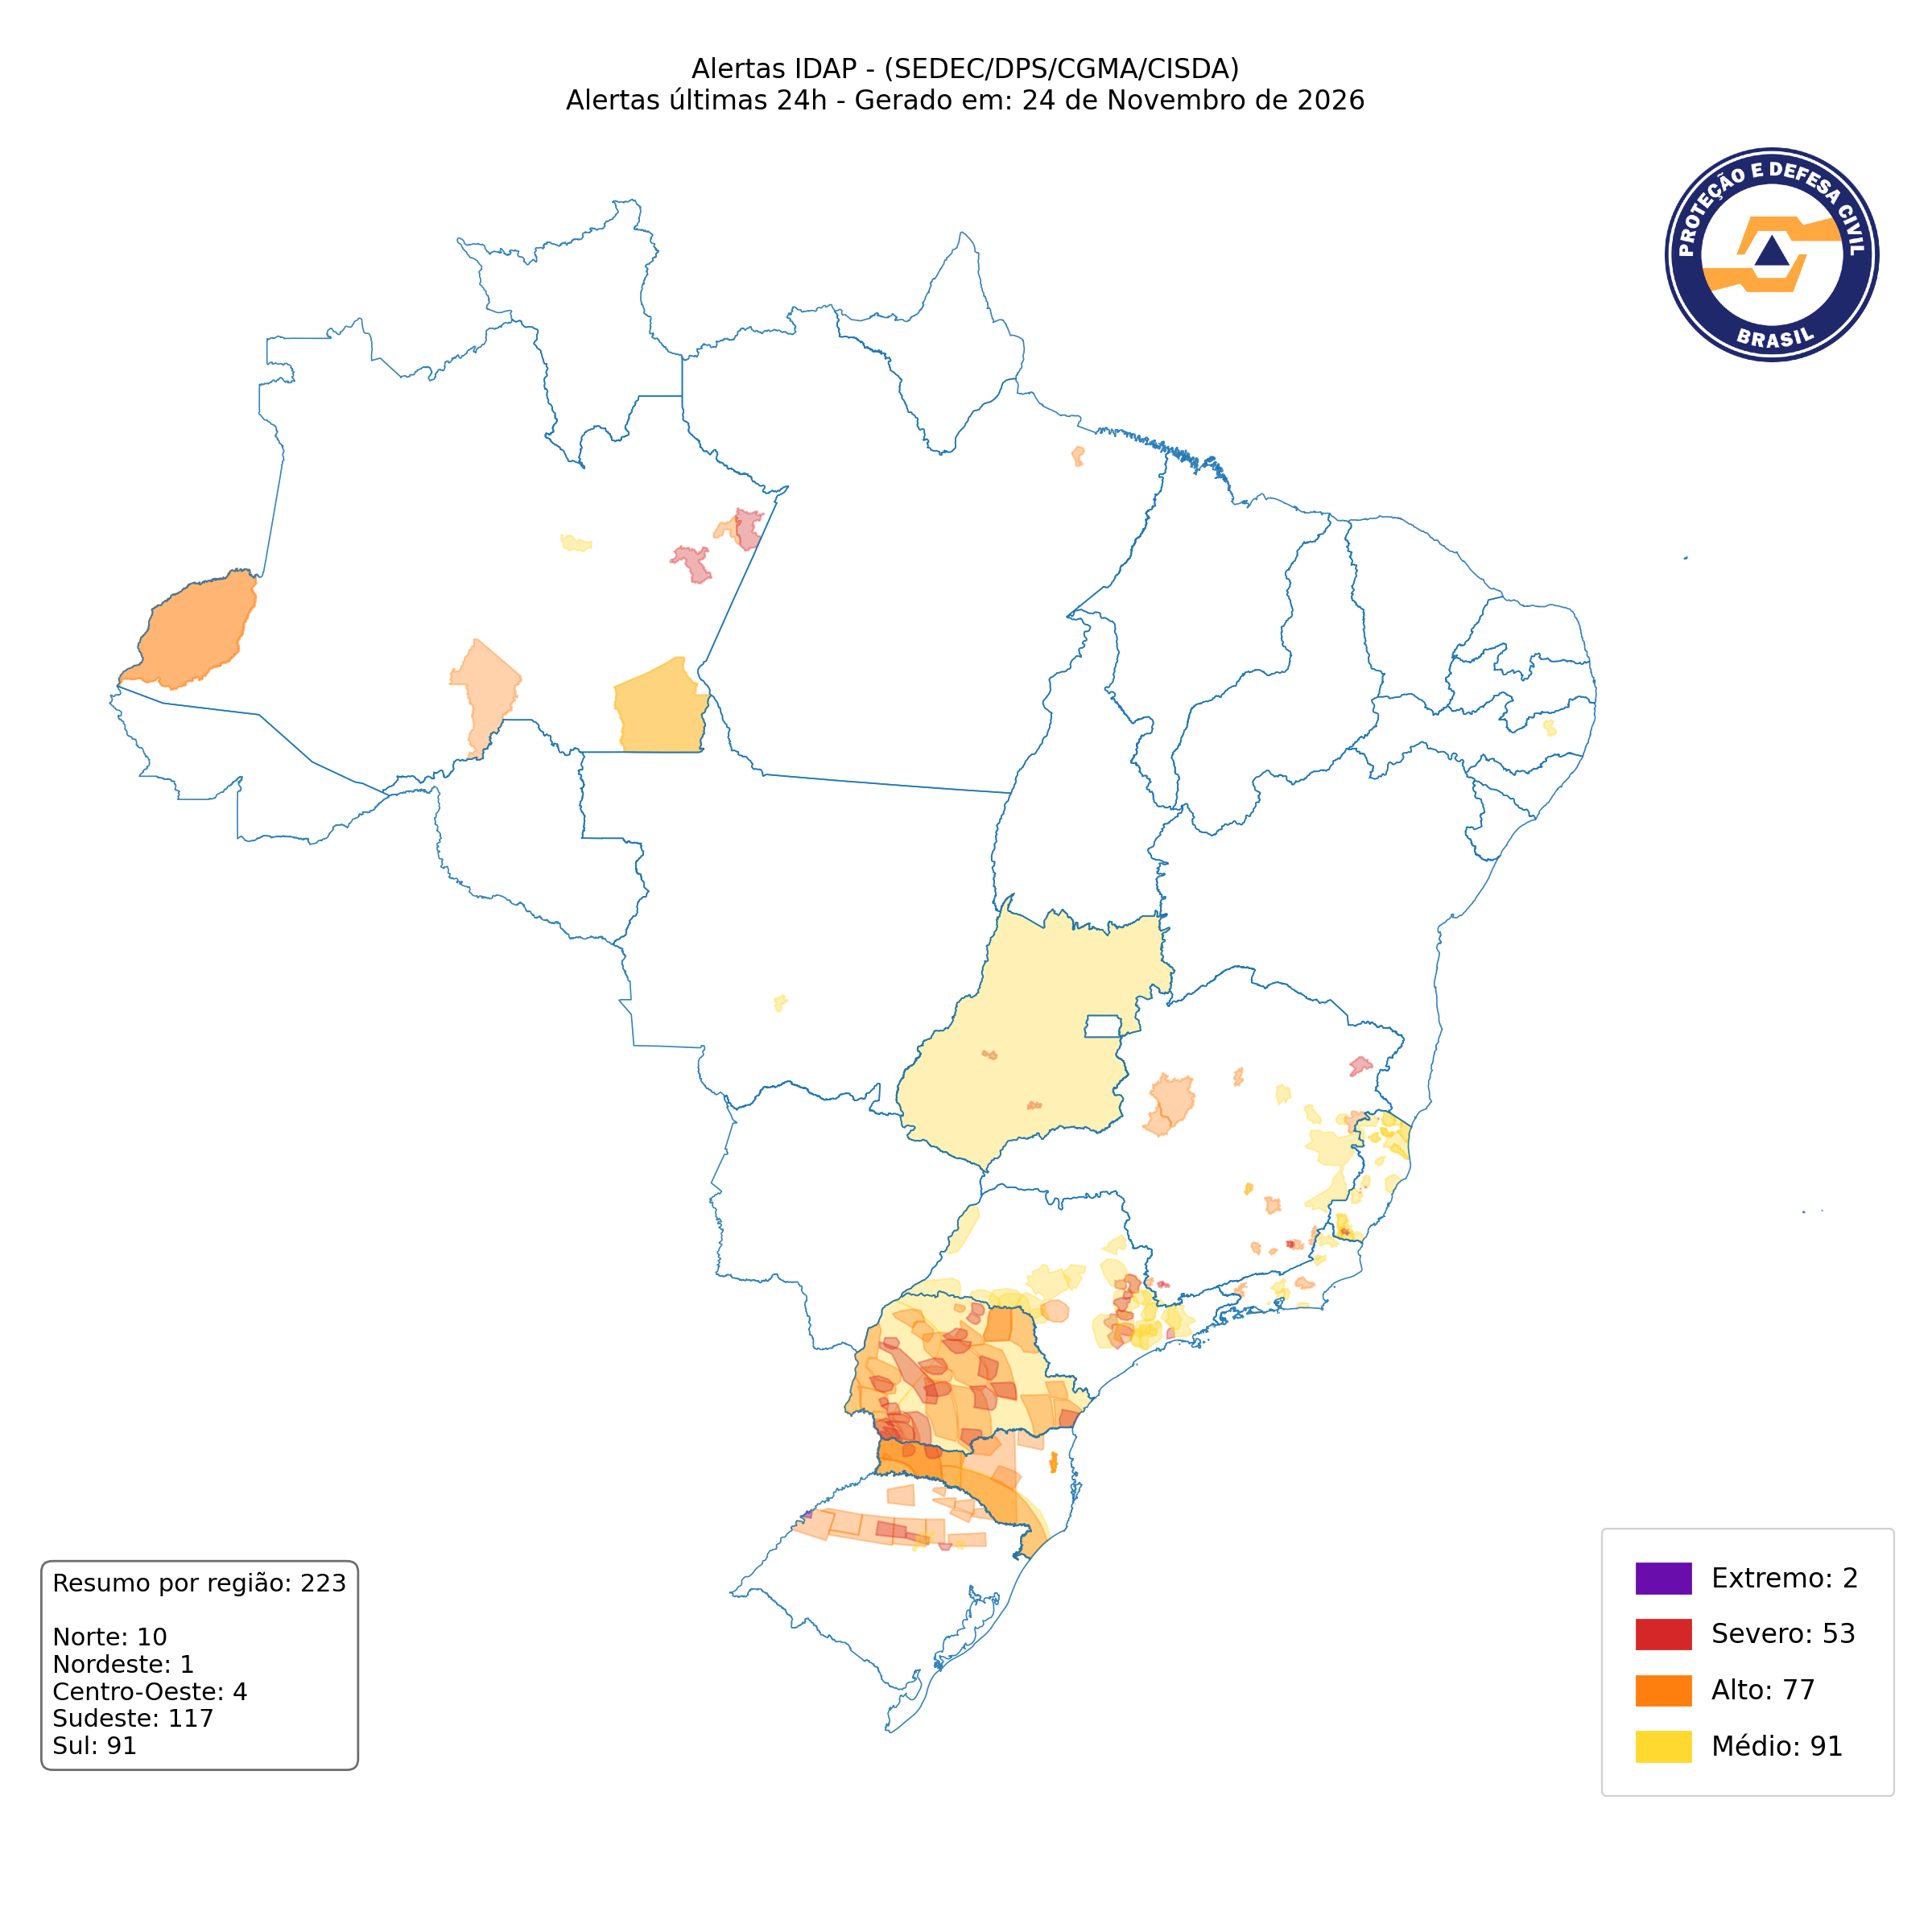 Alertas IDAP - (SEDEC/DPS/CGMA/CISDA)
Alertas últimas 24h - Gerado em: 24 de Novembro de 2026
PROTEÇÃO E DEFESA CIVIL
BRASIL
Resumo por região: 223
Norte: 10
Nordeste: 1
Centro-Oeste: 4
Sudeste: 117
Sul: 91
Extremo: 2
Severo: 53
Alto: 77
Médio: 91